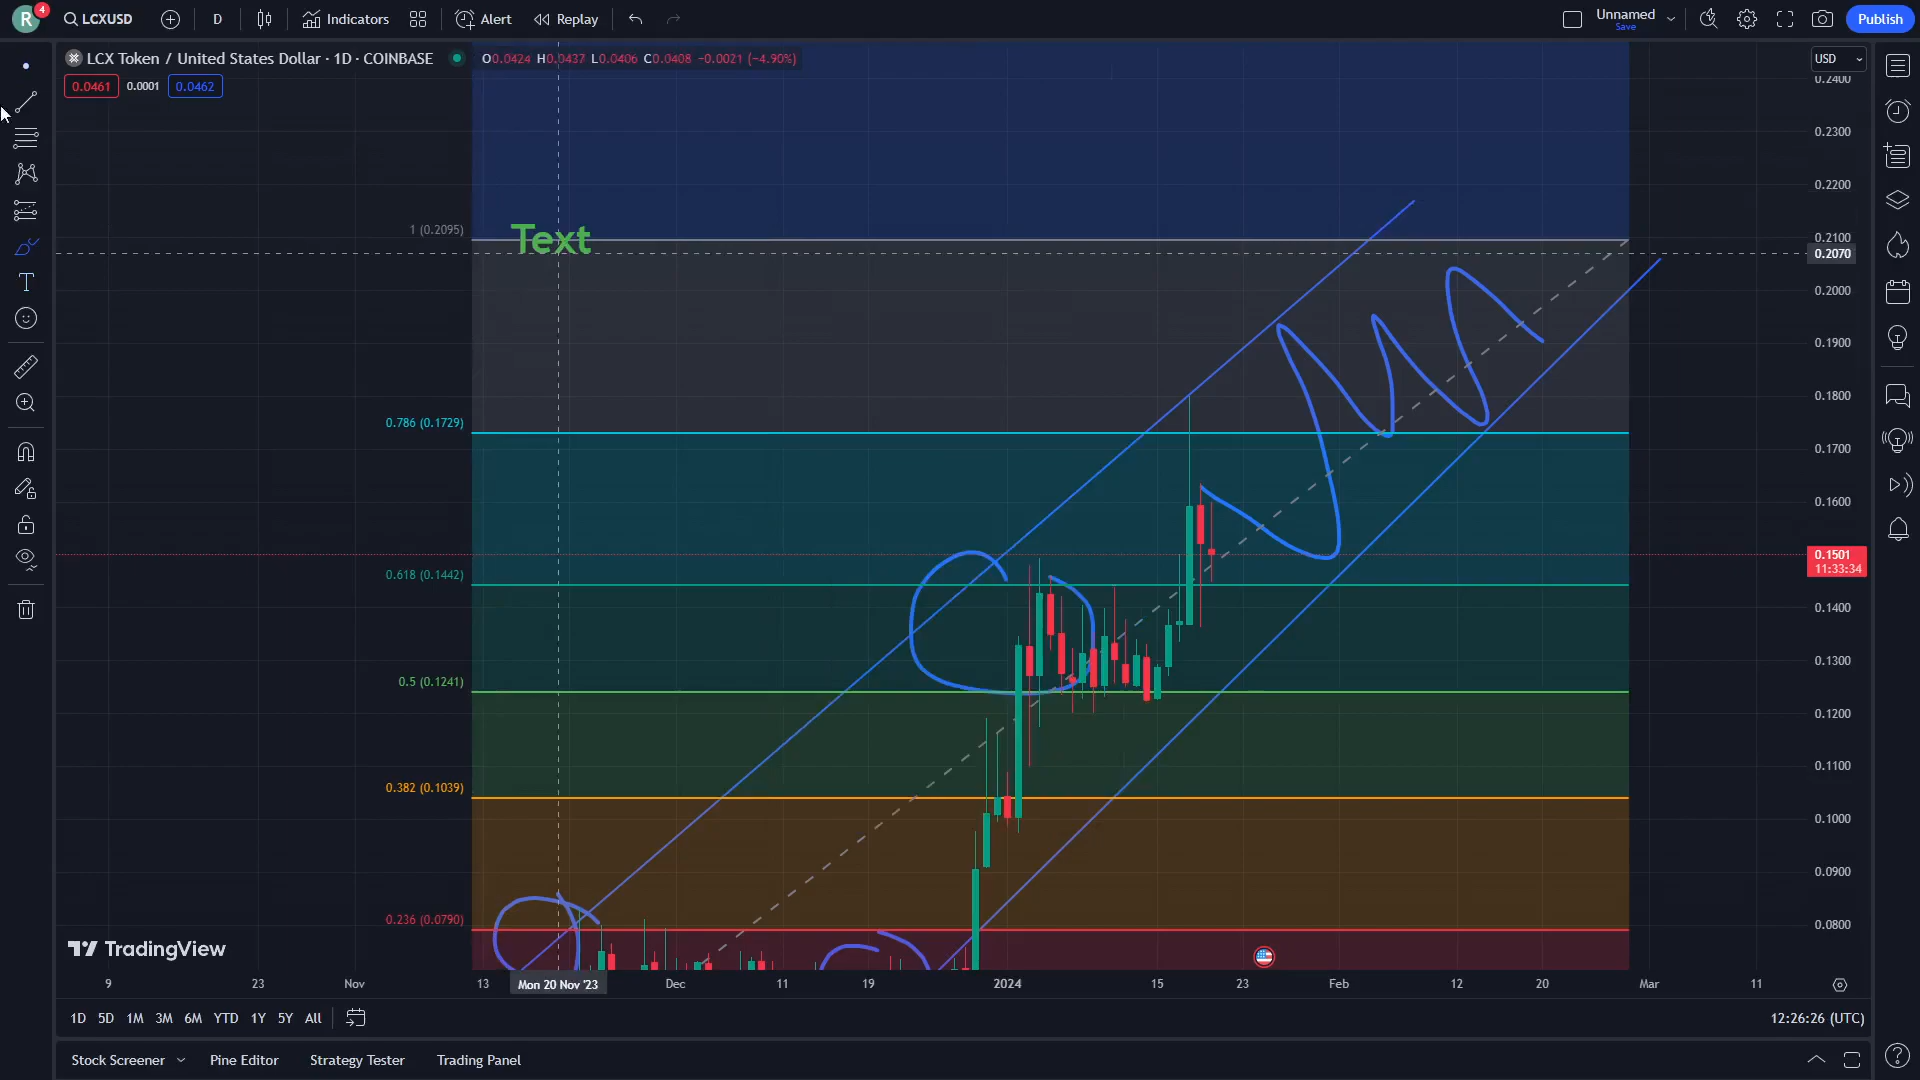 R 4 LCXUSD D Indicators Alert Replay Unnamed Save Publish
LCX Token / United States Dollar · 1D · COINBASE O0.0424 H0.0437 L0.0406 C0.0408 −0.0021 (−4.90%) USD
0.0461 0.0001 0.0462
0.2400
0.2300
0.2200
1 (0.2095) Text 0.2100
0.2070
0.2000
0.1900
0.1800
0.786 (0.1729)
0.1700
0.1600
0.1501
11:33:34
0.618 (0.1442)
0.1400
0.1300
0.5 (0.1241)
0.1200
0.1100
0.382 (0.1039)
0.1000
0.0900
0.236 (0.0790) 0.0800
TradingView
9 23 Nov 13 Mon 20 Nov '23 Dec 11 19 2024 15 23 Feb 12 20 Mar 11
1D 5D 1M 3M 6M YTD 1Y 5Y All 12:26:26 (UTC)
Stock Screener Pine Editor Strategy Tester Trading Panel